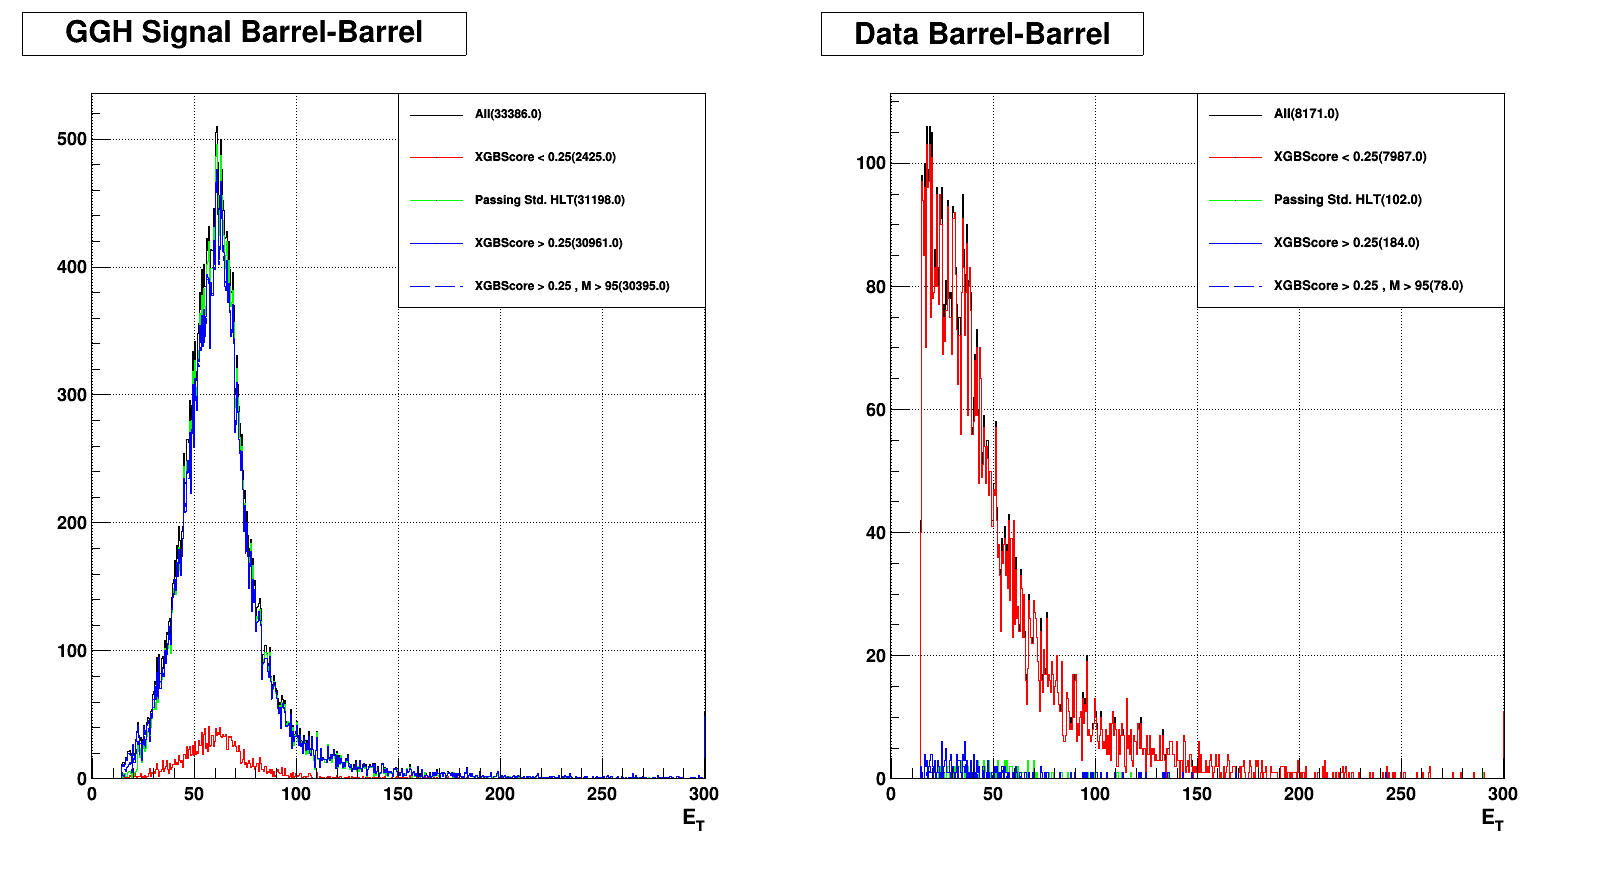 GGH Signal Barrel-Barrel
All(33386.0)
XGBScore < 0.25(2425.0)
Passing Std. HLT(31198.0)
XGBScore > 0.25(30961.0)
XGBScore > 0.25 , M > 95(30395.0)
500
400
300
200
100
0
0 50 100 150 200 250 300
E_T
Data Barrel-Barrel
All(8171.0)
XGBScore < 0.25(7987.0)
Passing Std. HLT(102.0)
XGBScore > 0.25(184.0)
XGBScore > 0.25 , M > 95(78.0)
100
80
60
40
20
0
0 50 100 150 200 250 300
E_T